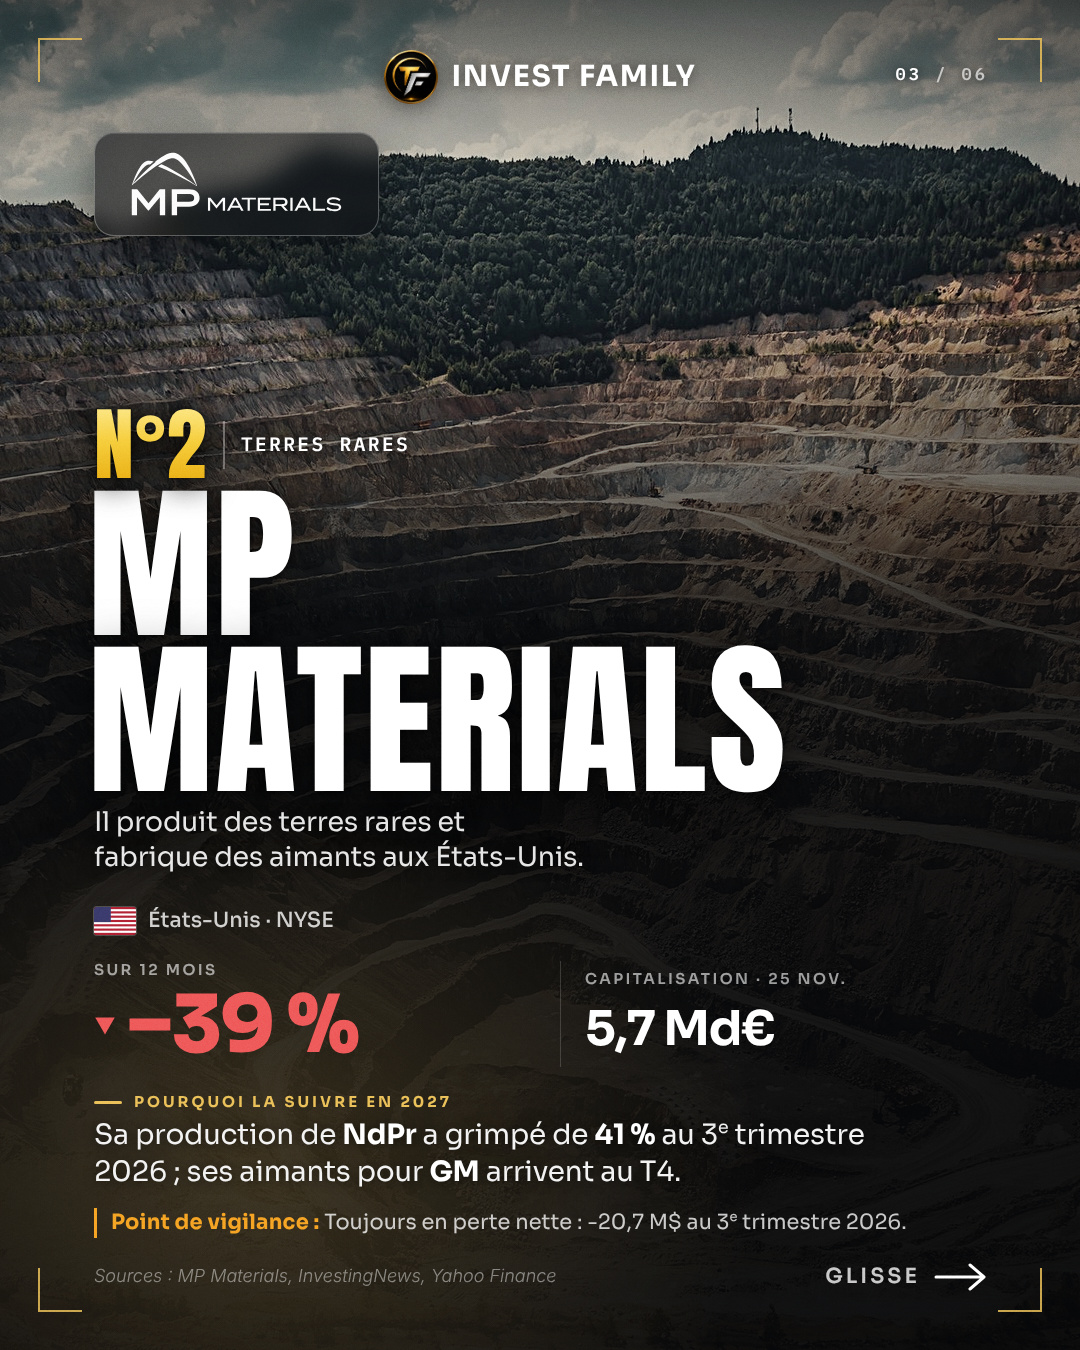 INVEST FAMILY
03 / 06
MP MATERIALS
N°2
TERRES RARES
MP
MATERIALS
Il produit des terres rares et
fabrique des aimants aux États-Unis.
États-Unis · NYSE
SUR 12 MOIS
▼ −39 %
CAPITALISATION · 25 NOV.
5,7 Md€
POURQUOI LA SUIVRE EN 2027
Sa production de NdPr a grimpé de 41 % au 3e trimestre
2026 ; ses aimants pour GM arrivent au T4.
Point de vigilance : Toujours en perte nette : -20,7 M$ au 3e trimestre 2026.
Sources : MP Materials, InvestingNews, Yahoo Finance
GLISSE →